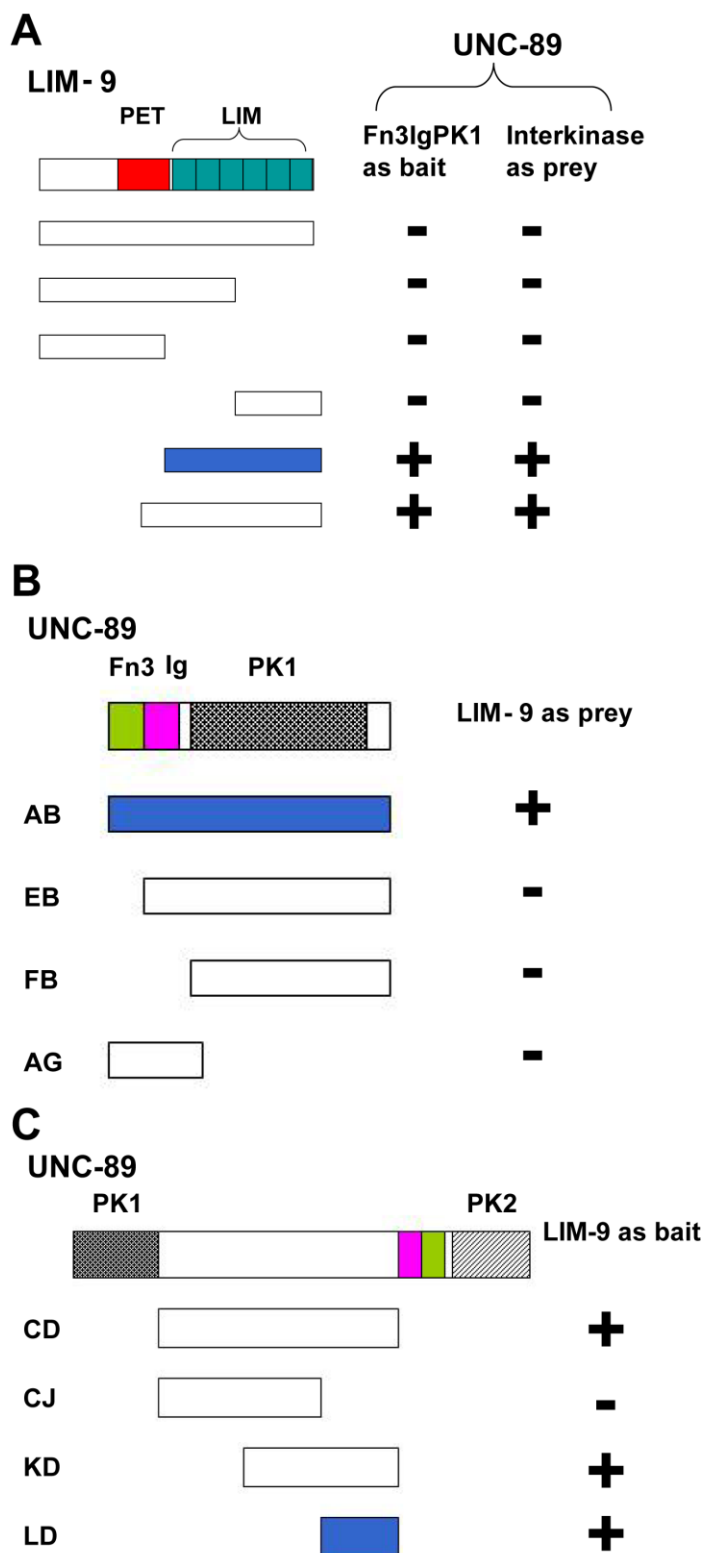 A
UNC-89
LIM-9
PET LIM
Fn3IgPK1 as bait
Interkinase as prey
- -
- -
- -
- -
+ +
+ +
B
UNC-89
Fn3 Ig PK1
LIM-9 as prey
AB +
EB -
FB -
AG -
C
UNC-89
PK1 PK2
LIM-9 as bait
CD +
CJ -
KD +
LD +